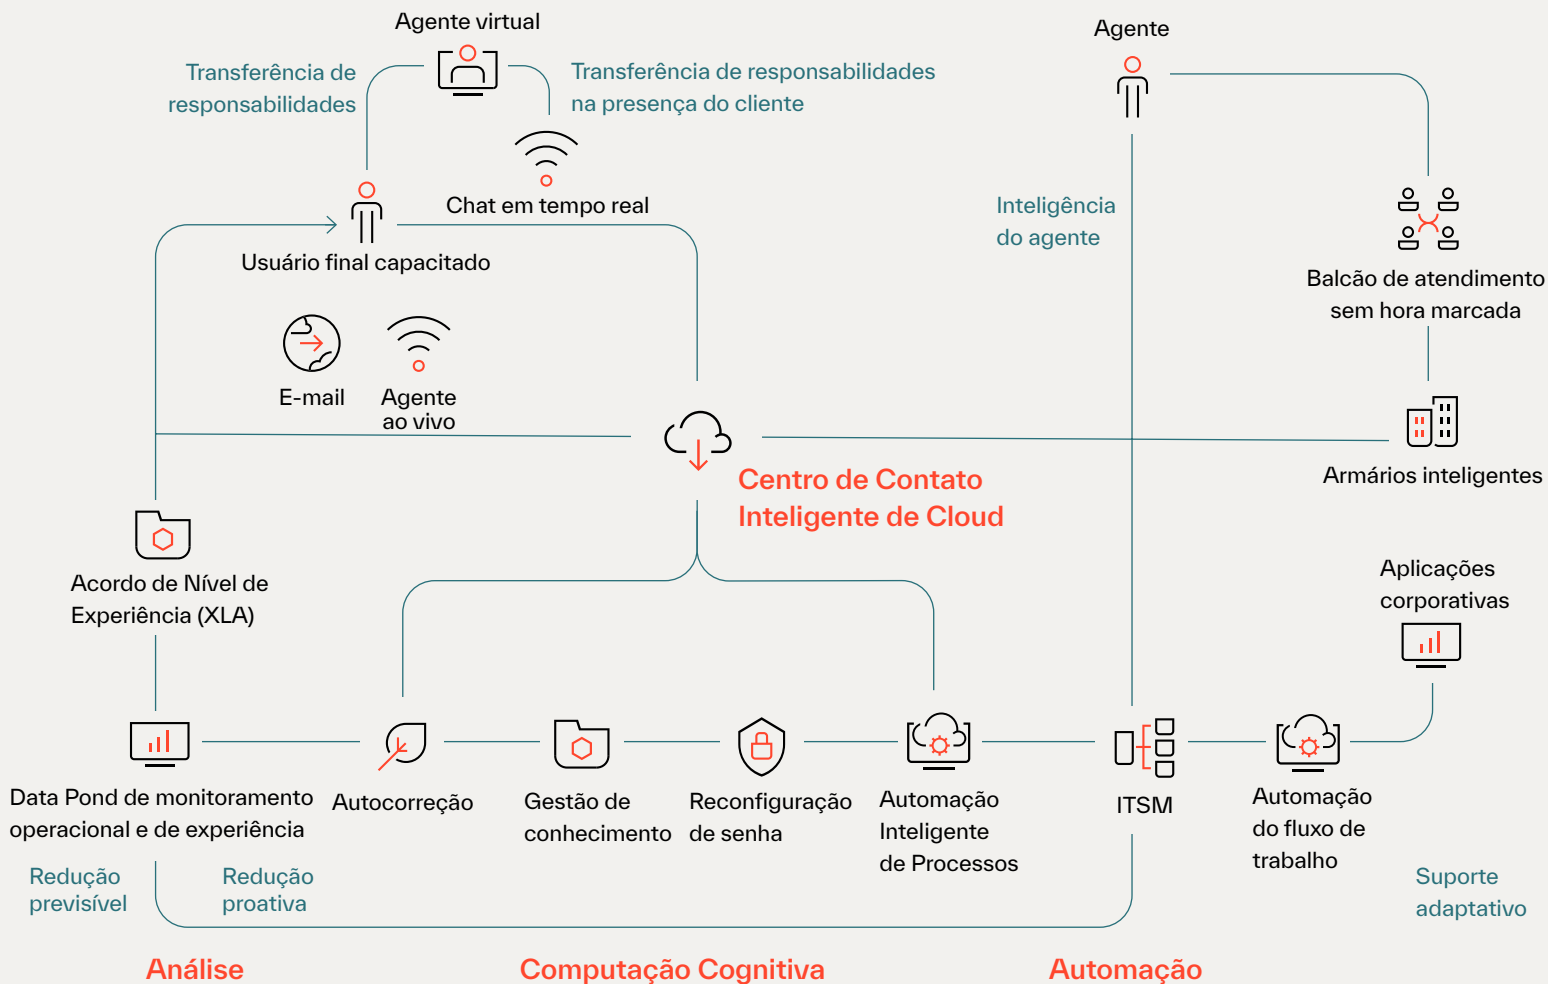 Agente virtual
Transferência de
responsabilidades
Transferência de responsabilidades
na presença do cliente
Agente
Chat em tempo real
Usuário final capacitado
Inteligência
do agente
Balcão de atendimento
sem hora marcada
E-mail
Agente
ao vivo
Centro de Contato
Inteligente de Cloud
Armários inteligentes
Acordo de Nível de
Experiência (XLA)
Aplicações
corporativas
Data Pond de monitoramento
operacional e de experiência
Autocorreção
Gestão de
conhecimento
Reconfiguração
de senha
Automação
Inteligente
de Processos
ITSM
Automação
do fluxo de
trabalho
Redução
previsível
Redução
proativa
Suporte
adaptativo
Análise
Computação Cognitiva
Automação